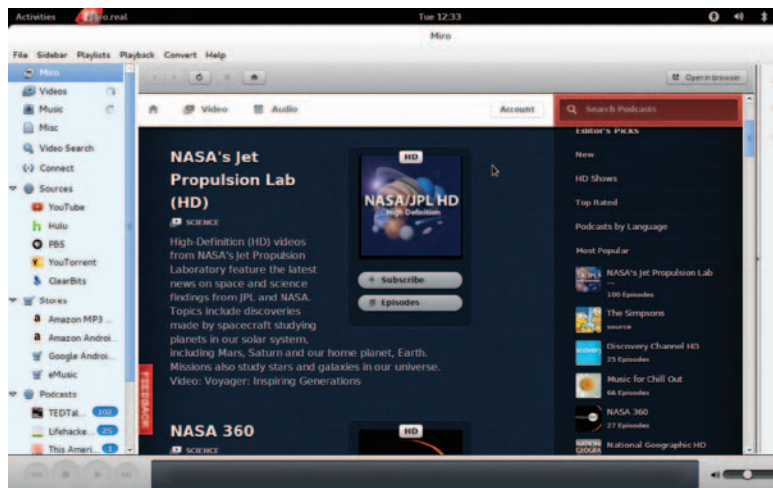 Activities
ro.real
Tue 12:33
Miro
File Sidebar Playlists Playback Convert Help
Miro
Videos
Music
Misc
Video Search
Connect
Sources
YouTube
Hulu
PBS
YouTorrent
ClearBits
Stores
Amazon MP3 ...
Amazon Androi...
Google Androi...
eMusic
Podcasts
TEDTal... 102
Lifehacke... 25
This Ameri... 1
Open in browser
Video Audio Account
Search Podcasts
NASA's Jet
Propulsion Lab
(HD)
SCIENCE
High-Definition (HD) videos
from NASA's Jet Propulsion
Laboratory feature the latest
news on space and science
findings from JPL and NASA.
Topics include discoveries
made by spacecraft studying
planets in our solar system,
including Mars, Saturn and our home planet, Earth.
Missions also study stars and galaxies in our universe.
Video: Voyager: Inspiring Generations
HD
NASA/JPL HD
High Definition
+ Subscribe
Episodes
FEEDBACK
NASA 360
SCIENCE
HD
Editor's Picks
New
HD Shows
Top Rated
Podcasts by Language
Most Popular
NASA's Jet Propulsion Lab
...
100 Episodes
The Simpsons
source
Discovery Channel HD
25 Episodes
Music for Chill Out
66 Episodes
NASA 360
27 Episodes
National Geographic HD